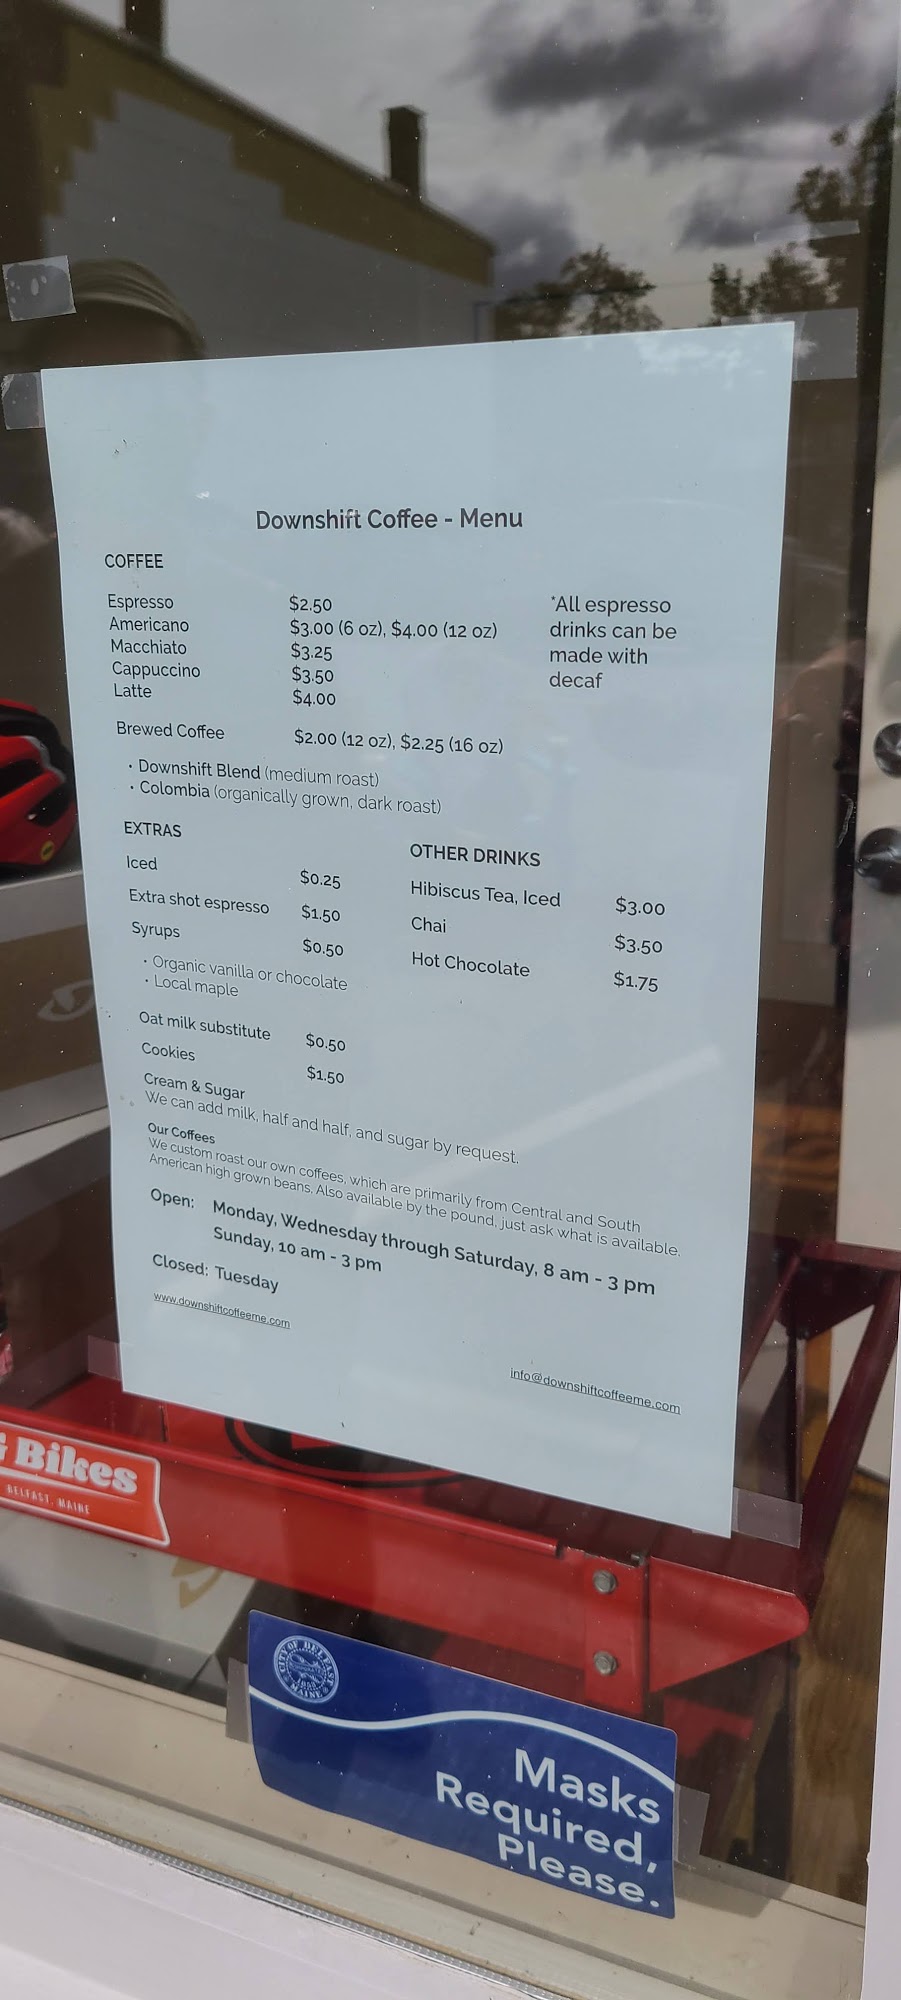 Downshift Coffee - Menu
COFFEE
Espresso $2.50
Americano $3.00 (6 oz), $4.00 (12 oz)
Macchiato $3.25
Cappuccino $3.50
Latte $4.00
*All espresso
drinks can be
made with
decaf
Brewed Coffee $2.00 (12 oz), $2.25 (16 oz)
• Downshift Blend (medium roast)
• Colombia (organically grown, dark roast)
EXTRAS
Iced $0.25
Extra shot espresso $1.50
Syrups $0.50
• Organic vanilla or chocolate
• Local maple
Oat milk substitute $0.50
Cookies $1.50
OTHER DRINKS
Hibiscus Tea, Iced $3.00
Chai $3.50
Hot Chocolate $1.75
Cream & Sugar
We can add milk, half and half, and sugar by request.
Our Coffees
We custom roast our own coffees, which are primarily from Central and South
American high grown beans. Also available by the pound, just ask what is available.
Open: Monday, Wednesday through Saturday, 8 am - 3 pm
Sunday, 10 am - 3 pm
Closed: Tuesday
www.downshiftcoffeeme.com
info@downshiftcoffeeme.com
Bikes
BELFAST, MAINE
CITY OF BELFAST
MAINE
Masks
Required,
Please.